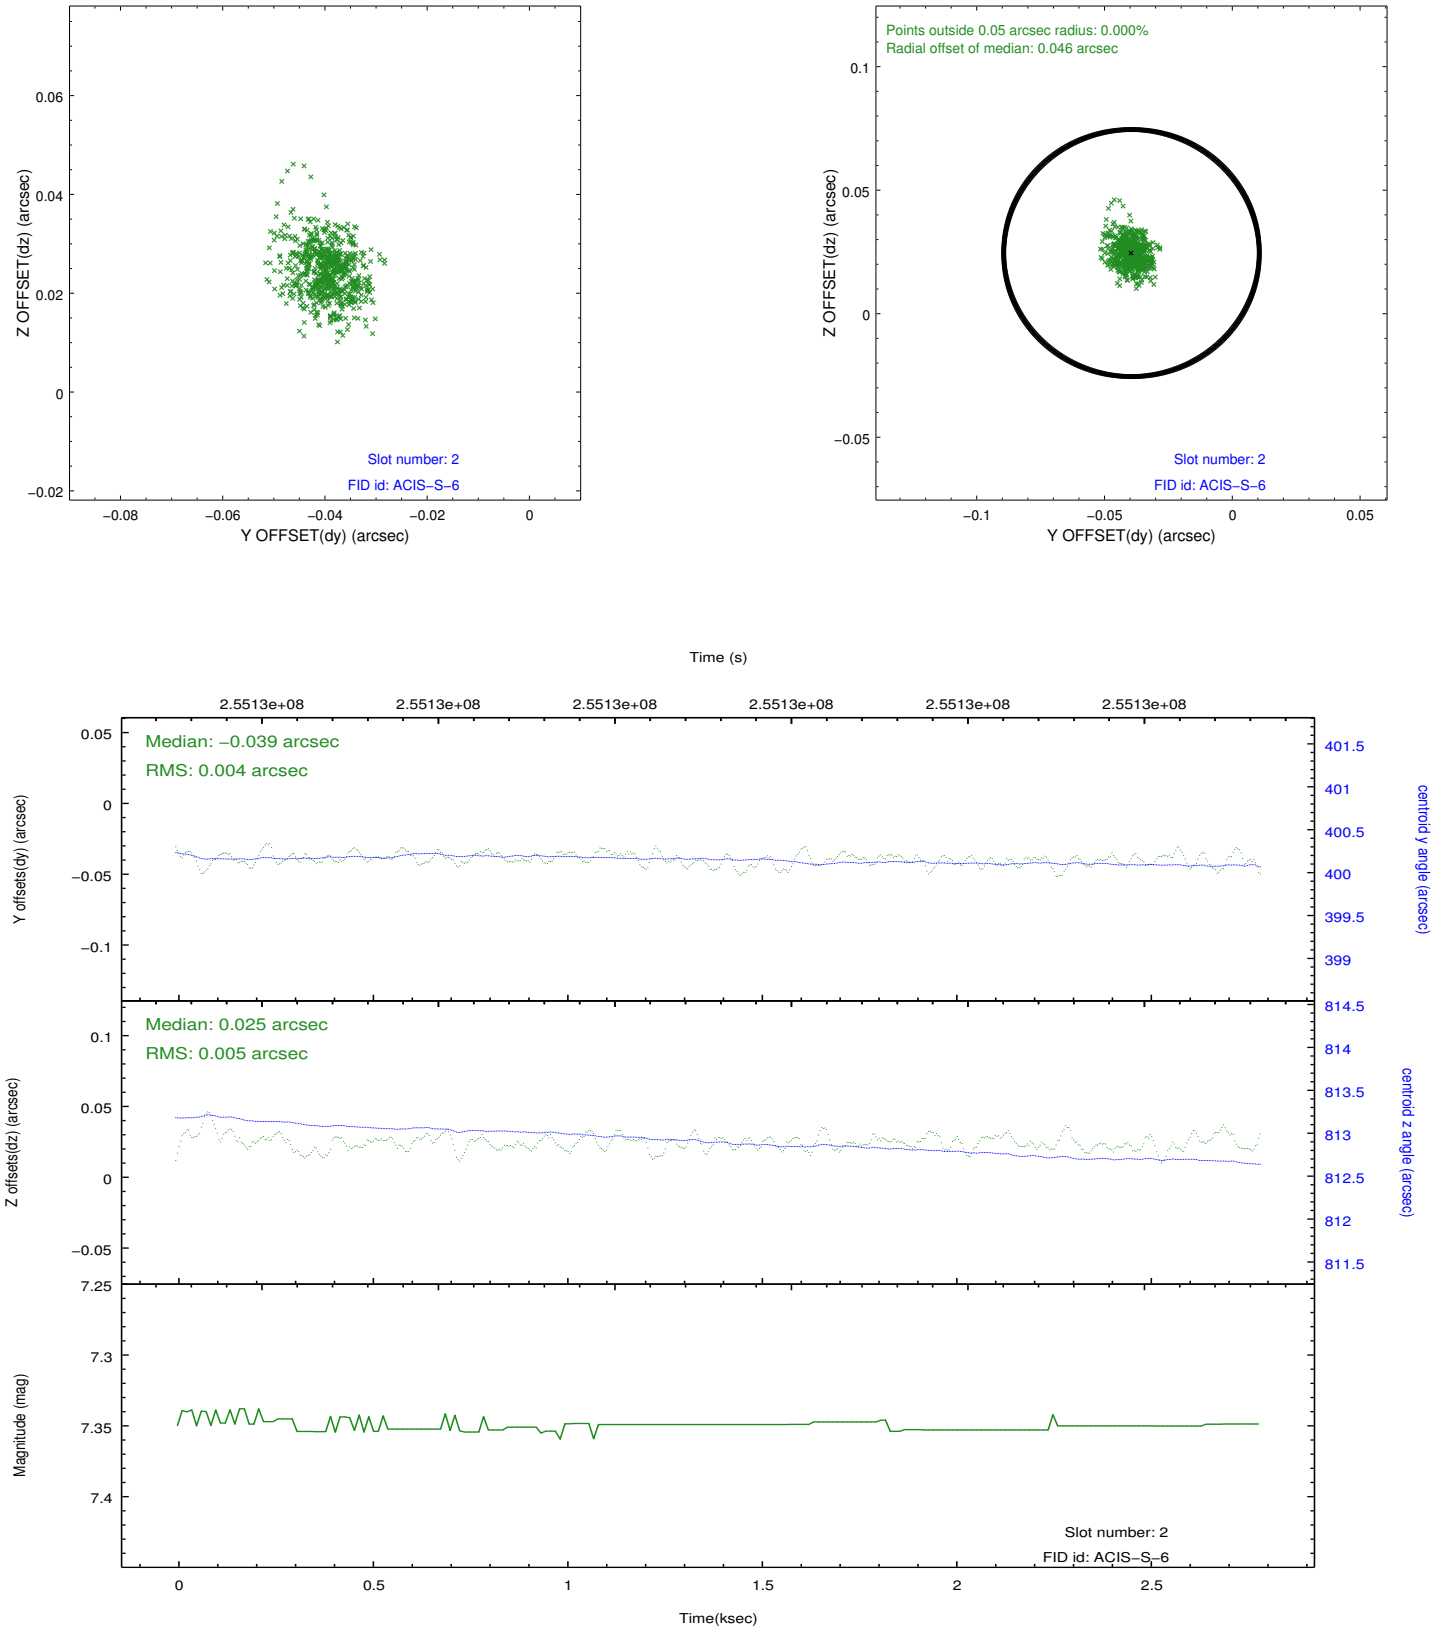 0.06
0.04
0.02
0
−0.02
Z OFFSET(dz) (arcsec)
Slot number: 2
FID id: ACIS−S−6
−0.08 −0.06 −0.04 −0.02 0
Y OFFSET(dy) (arcsec)
Points outside 0.05 arcsec radius: 0.000%
Radial offset of median: 0.046 arcsec
0.1
0.05
0
−0.05
Z OFFSET(dz) (arcsec)
Slot number: 2
FID id: ACIS−S−6
−0.1 −0.05 0 0.05
Y OFFSET(dy) (arcsec)
Time (s)
2.5513e+08 2.5513e+08 2.5513e+08 2.5513e+08 2.5513e+08 2.5513e+08
Median: −0.039 arcsec
RMS: 0.004 arcsec
0.05
0
−0.05
−0.1
Y offsets(dy) (arcsec)
401.5
401
400.5
400
399.5
399
centroid y angle (arcsec)
Median: 0.025 arcsec
RMS: 0.005 arcsec
0.1
0.05
0
−0.05
Z offsets(dz) (arcsec)
814.5
814
813.5
813
812.5
812
811.5
centroid z angle (arcsec)
7.25
7.3
7.35
7.4
Magnitude (mag)
Slot number: 2
FID id: ACIS−S−6
0 0.5 1 1.5 2 2.5
Time(ksec)